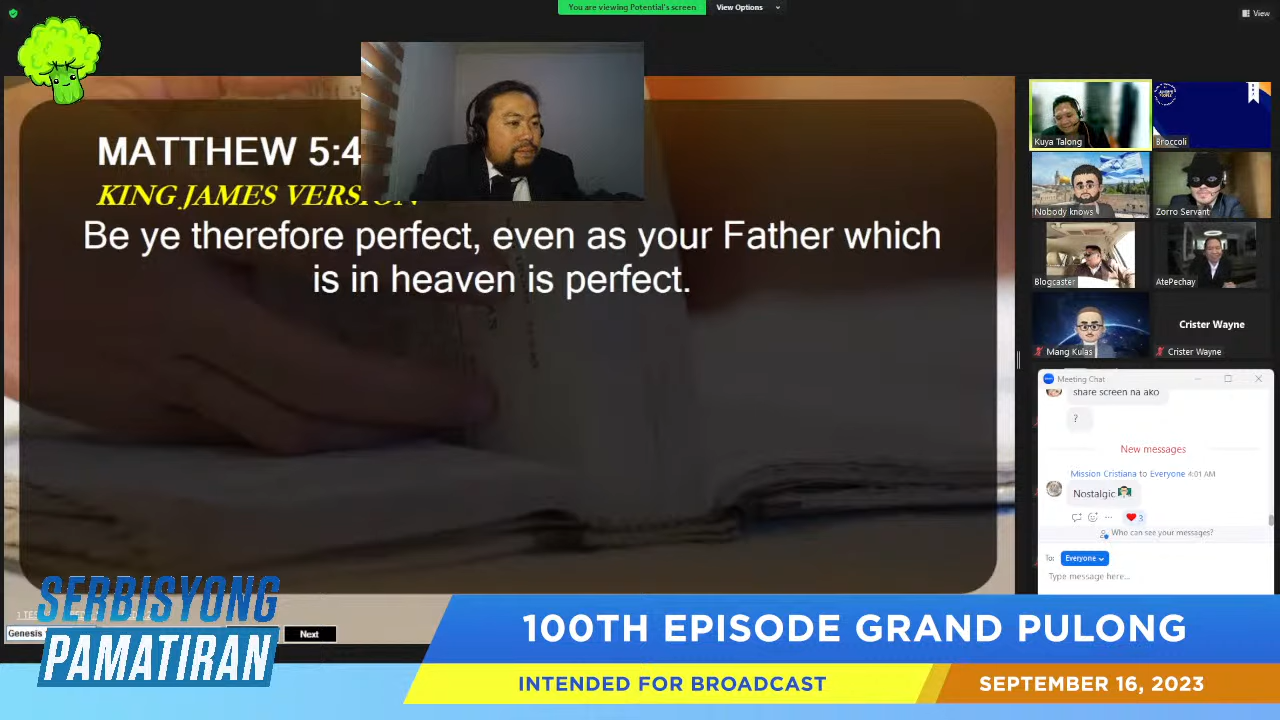 You are viewing Potential's screen
View Options
View
MATTHEW 5:4
KING JAMES VERSION
Be ye therefore perfect, even as your Father which
is in heaven is perfect.
Kuya Talong
Broccoli
Nobody knows
Zorro Servant
Blogcaster
AtePechay
Mang Kulas
Crister Wayne
Crister Wayne
Meeting Chat
share screen na ako
?
New messages
Mission Cristiana to Everyone 4:01 AM
Nostalgic
3
Who can see your messages?
To: Everyone
Type message here...
Genesis
Next
SERBISYONG
PAMATIRAN
100TH EPISODE GRAND PULONG
INTENDED FOR BROADCAST
SEPTEMBER 16, 2023